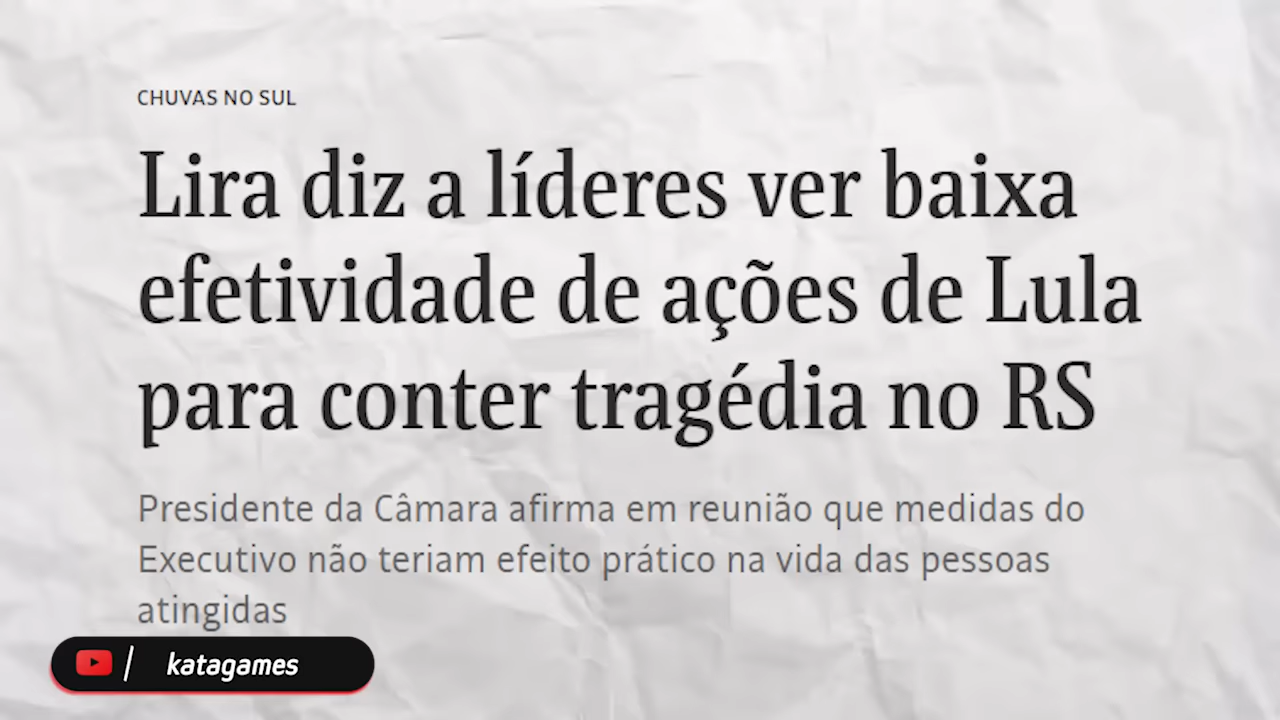 CHUVAS NO SUL
Lira diz a líderes ver baixa
efetividade de ações de Lula
para conter tragédia no RS
Presidente da Câmara afirma em reunião que medidas do
Executivo não teriam efeito prático na vida das pessoas
atingidas
katagames